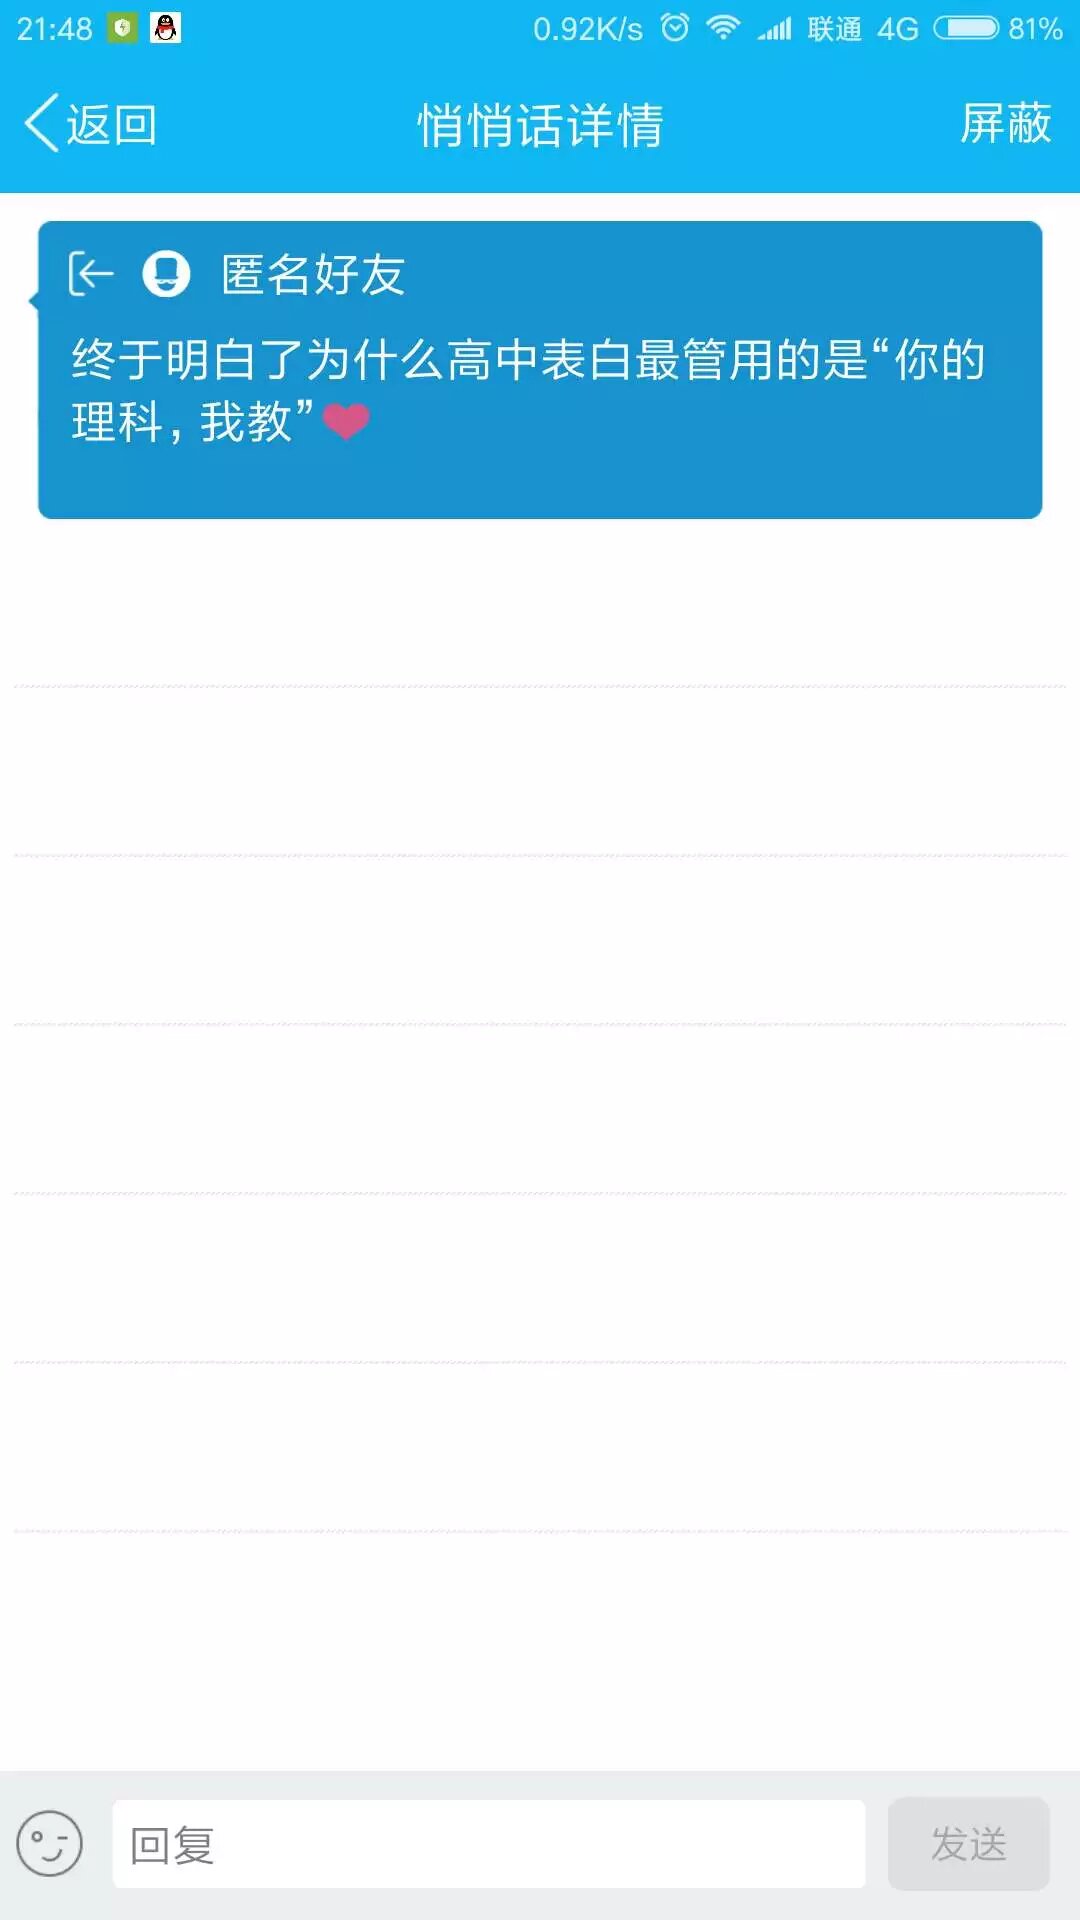 21:48 0.92K/s 联通 4G 81%
返回 悄悄话详情 屏蔽
匿名好友
终于明白了为什么高中表白最管用的是“你的
理科，我教”
回复 发送